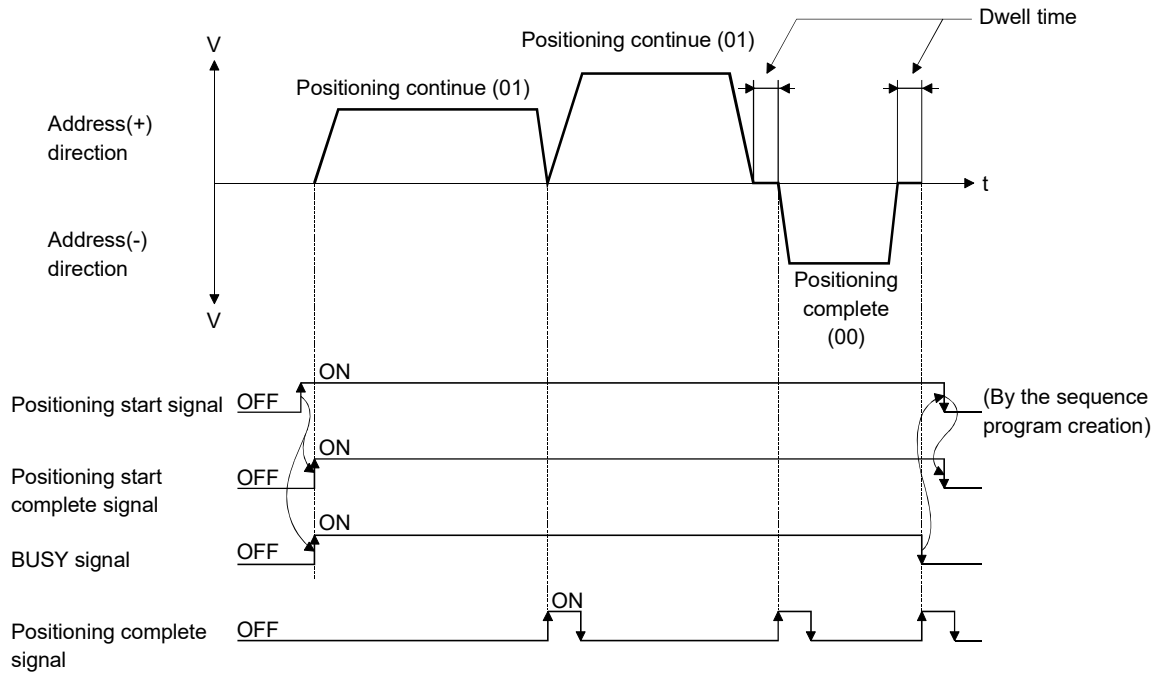 Dwell time
V
Positioning continue (01)
Positioning continue (01)
Address(+)
direction
t
Address(-)
direction
Positioning
complete
(00)
V
ON
Positioning start signal
OFF
(By the sequence
program creation)
ON
Positioning start
complete signal
OFF
ON
BUSY signal
OFF
ON
Positioning complete
signal
OFF